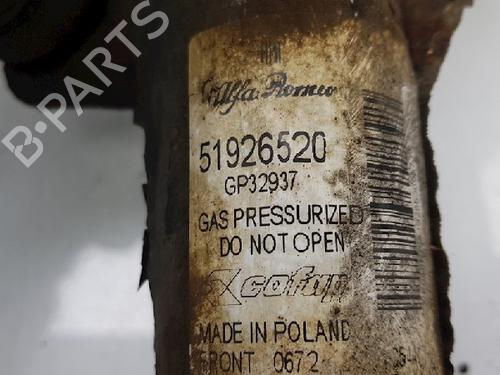 Alfa Romeo
51926520
GP32937
GAS PRESSURIZED
DO NOT OPEN
cofap
MADE IN POLAND
FRONT 0672
B-PARTS